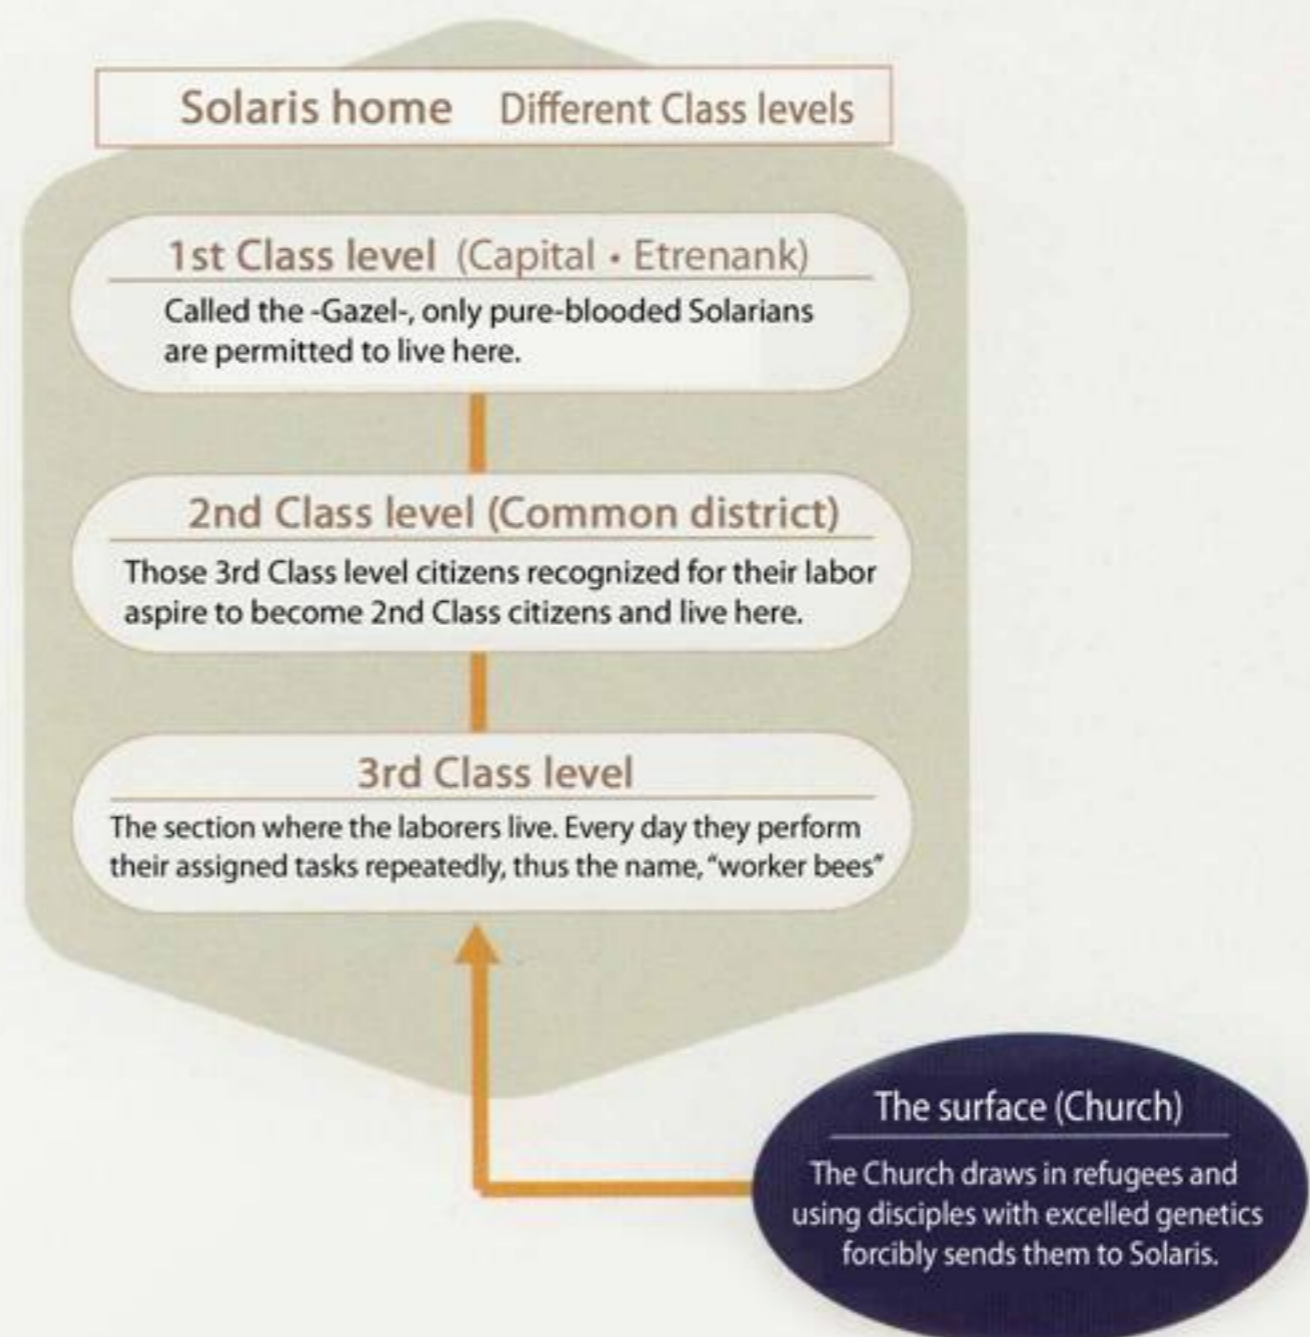 Solaris home Different Class levels
1st Class level (Capital・Etrenank)
Called the -Gazel-, only pure-blooded Solarians
are permitted to live here.
2nd Class level (Common district)
Those 3rd Class level citizens recognized for their labor
aspire to become 2nd Class citizens and live here.
3rd Class level
The section where the laborers live. Every day they perform
their assigned tasks repeatedly, thus the name, "worker bees"
The surface (Church)
The Church draws in refugees and
using disciples with excelled genetics
forcibly sends them to Solaris.